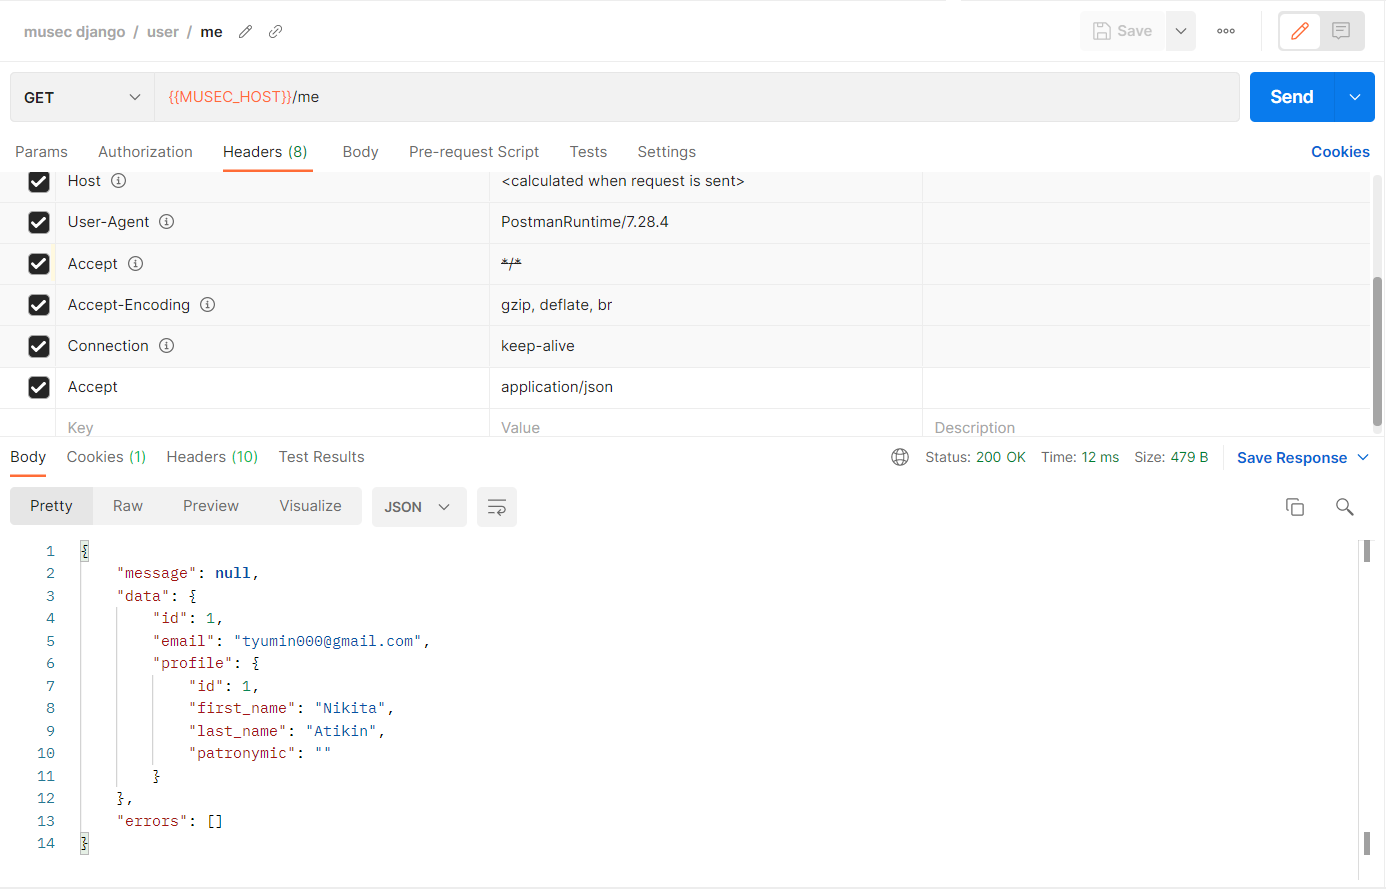 musec django / user / me
Save
GET
{{MUSEC_HOST}}/me
Send
Params Authorization Headers (8) Body Pre-request Script Tests Settings Cookies
Host <calculated when request is sent>
User-Agent PostmanRuntime/7.28.4
Accept */*
Accept-Encoding gzip, deflate, br
Connection keep-alive
Accept application/json
Key Value Description
Body Cookies (1) Headers (10) Test Results Status: 200 OK Time: 12 ms Size: 479 B Save Response
Pretty Raw Preview Visualize JSON
1 {
2 "message": null,
3 "data": {
4 "id": 1,
5 "email": "tyumin000@gmail.com",
6 "profile": {
7 "id": 1,
8 "first_name": "Nikita",
9 "last_name": "Atikin",
10 "patronymic": ""
11 }
12 },
13 "errors": []
14 }